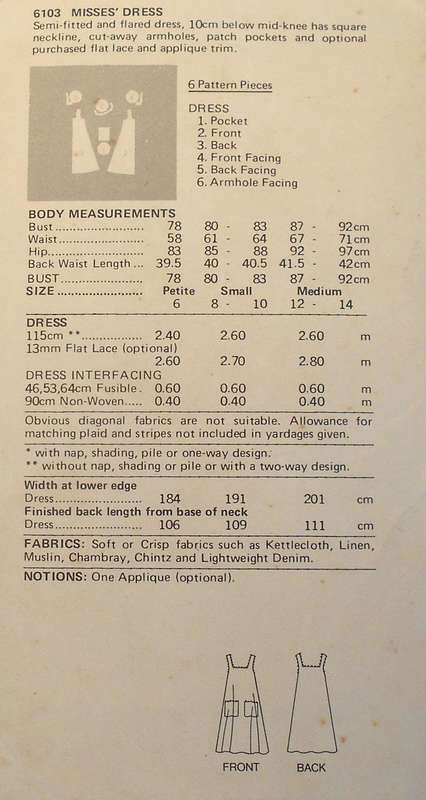 6103 MISSES' DRESS
Semi-fitted and flared dress, 10cm below mid-knee has square
neckline, cut-away armholes, patch pockets and optional
purchased flat lace and applique trim.
6 Pattern Pieces
DRESS
1. Pocket
2. Front
3. Back
4. Front Facing
5. Back Facing
6. Armhole Facing
BODY MEASUREMENTS
Bust .......................... 78 80 - 83 87 - 92cm
Waist ......................... 58 61 - 64 67 - 71cm
Hip ............................ 83 85 - 88 92 - 97cm
Back Waist Length ... 39.5 40 - 40.5 41.5 - 42cm
BUST ......................... 78 80 - 83 87 - 92cm
SIZE ......................... Petite Small Medium
6 8 - 10 12 - 14
DRESS
115cm ** ................. 2.40 2.60 2.60 m
13mm Flat Lace (optional)
2.60 2.70 2.80 m
DRESS INTERFACING
46,53,64cm Fusible . 0.60 0.60 0.60 m
90cm Non-Woven ..... 0.40 0.40 0.40 m
Obvious diagonal fabrics are not suitable. Allowance for
matching plaid and stripes not included in yardages given.
* with nap, shading, pile or one-way design.
** without nap, shading or pile or with a two-way design.
Width at lower edge
Dress ......................... 184 191 201 cm
Finished back length from base of neck
Dress ......................... 106 109 111 cm
FABRICS: Soft or Crisp fabrics such as Kettlecloth, Linen,
Muslin, Chambray, Chintz and Lightweight Denim.
NOTIONS: One Applique (optional).
FRONT BACK